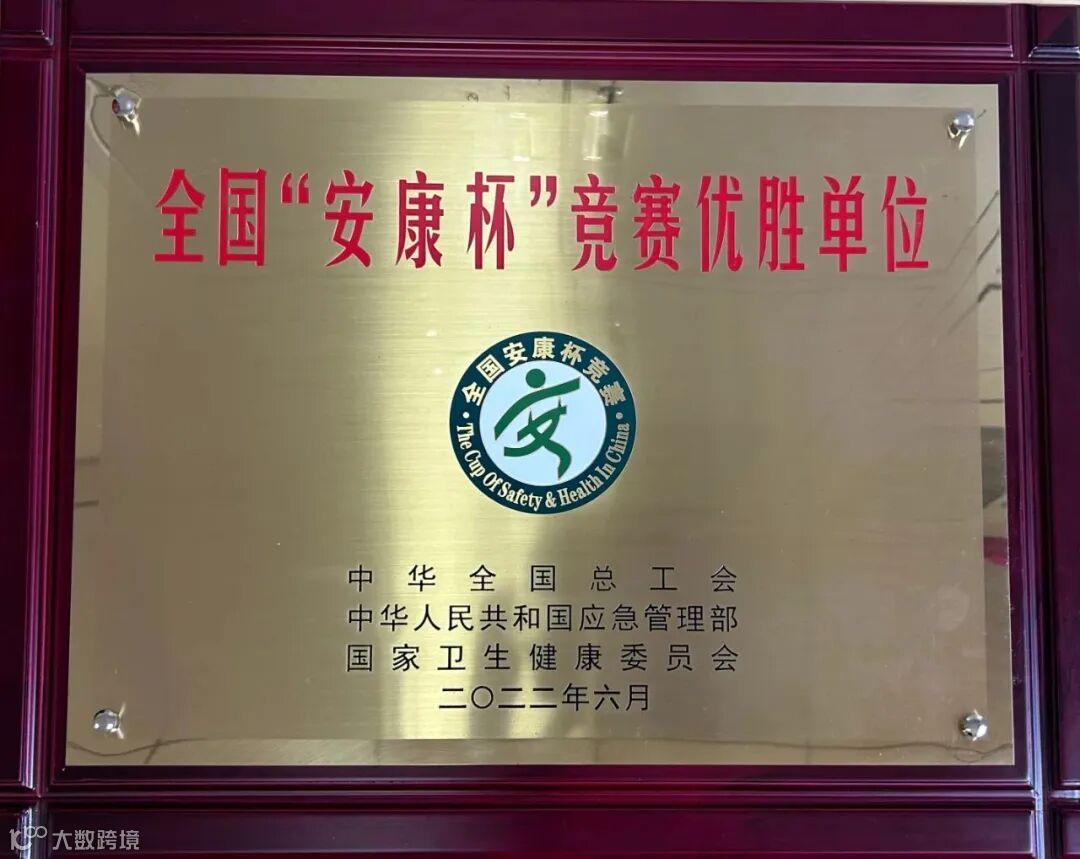 全国“安康杯”竞赛优胜单位
全国安康杯竞赛
The Cup Of Safety & Health In China
中华全国总工会
中华人民共和国应急管理部
国家卫生健康委员会
二〇二二年六月
大数跨境